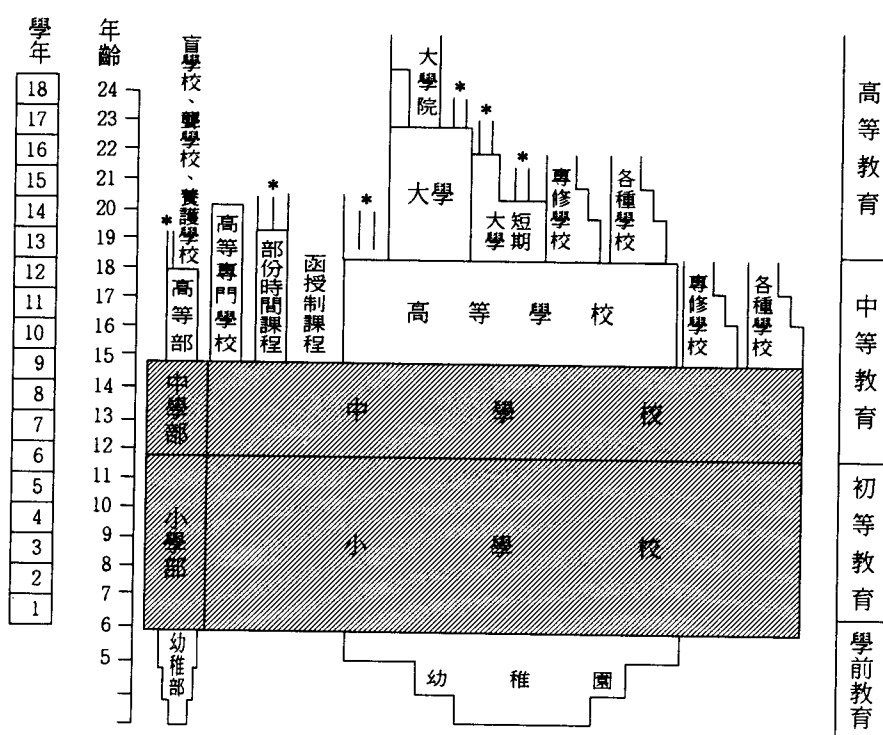 學年
年齡
盲學校、聾學校、養護學校
18
17
16
15
14
13
12
11
10
9
8
7
6
5
4
3
2
1
24
23
22
21
20
19
18
17
16
15
14
13
12
11
10
9
8
7
6
5
*
高等部
中學部
小學部
幼稚部
高等專門學校
*
部份時間課程
函授制課程
*
大學院
*
大學
*
*
短期
大學
專修學校
各種學校
高等學校
專修學校
各種學校
中學校
小學校
幼稚園
高等教育
中等教育
初等教育
學前教育